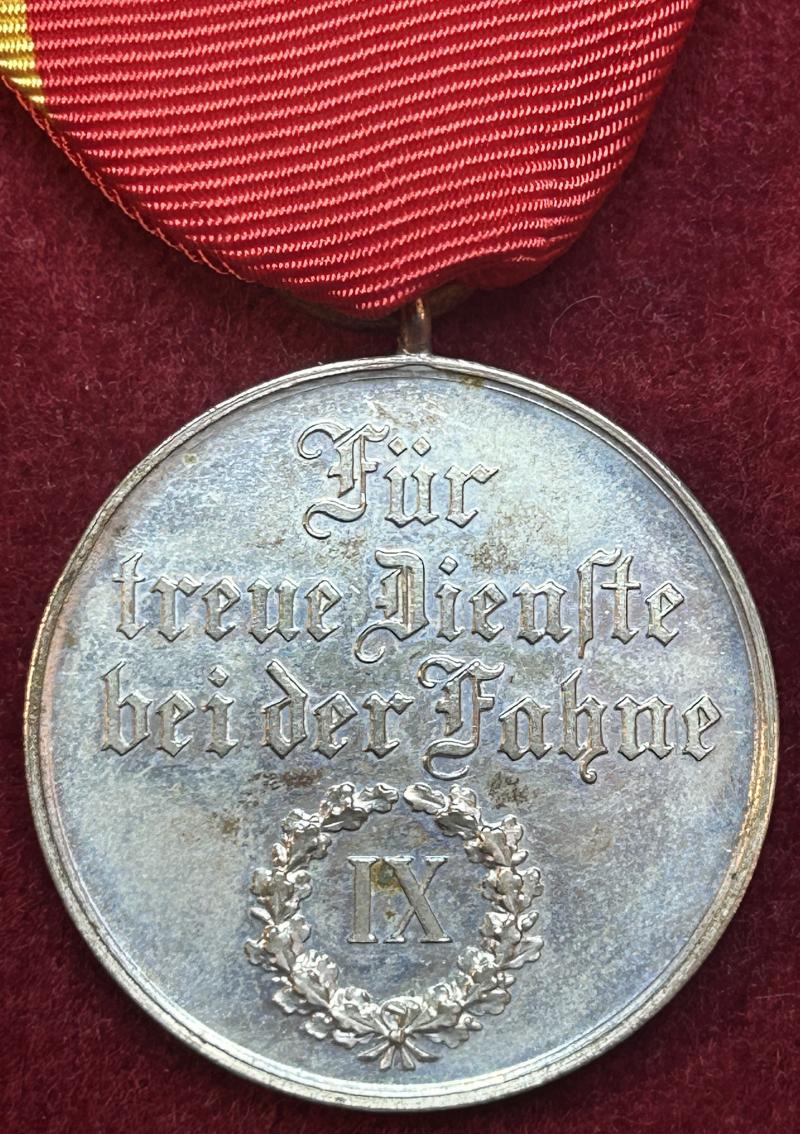 Für
treue Dienſte
bei der Fahne
IX